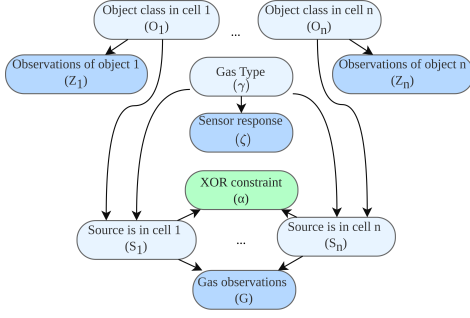 Object class in cell 1
(O1)
...
Object class in cell n
(On)
Observations of object 1
(Z1)
Gas Type
(γ)
Observations of object n
(Zn)
Sensor response
(ζ)
XOR constraint
(α)
Source is in cell 1
(S1)
...
Source is in cell n
(Sn)
Gas observations
(G)